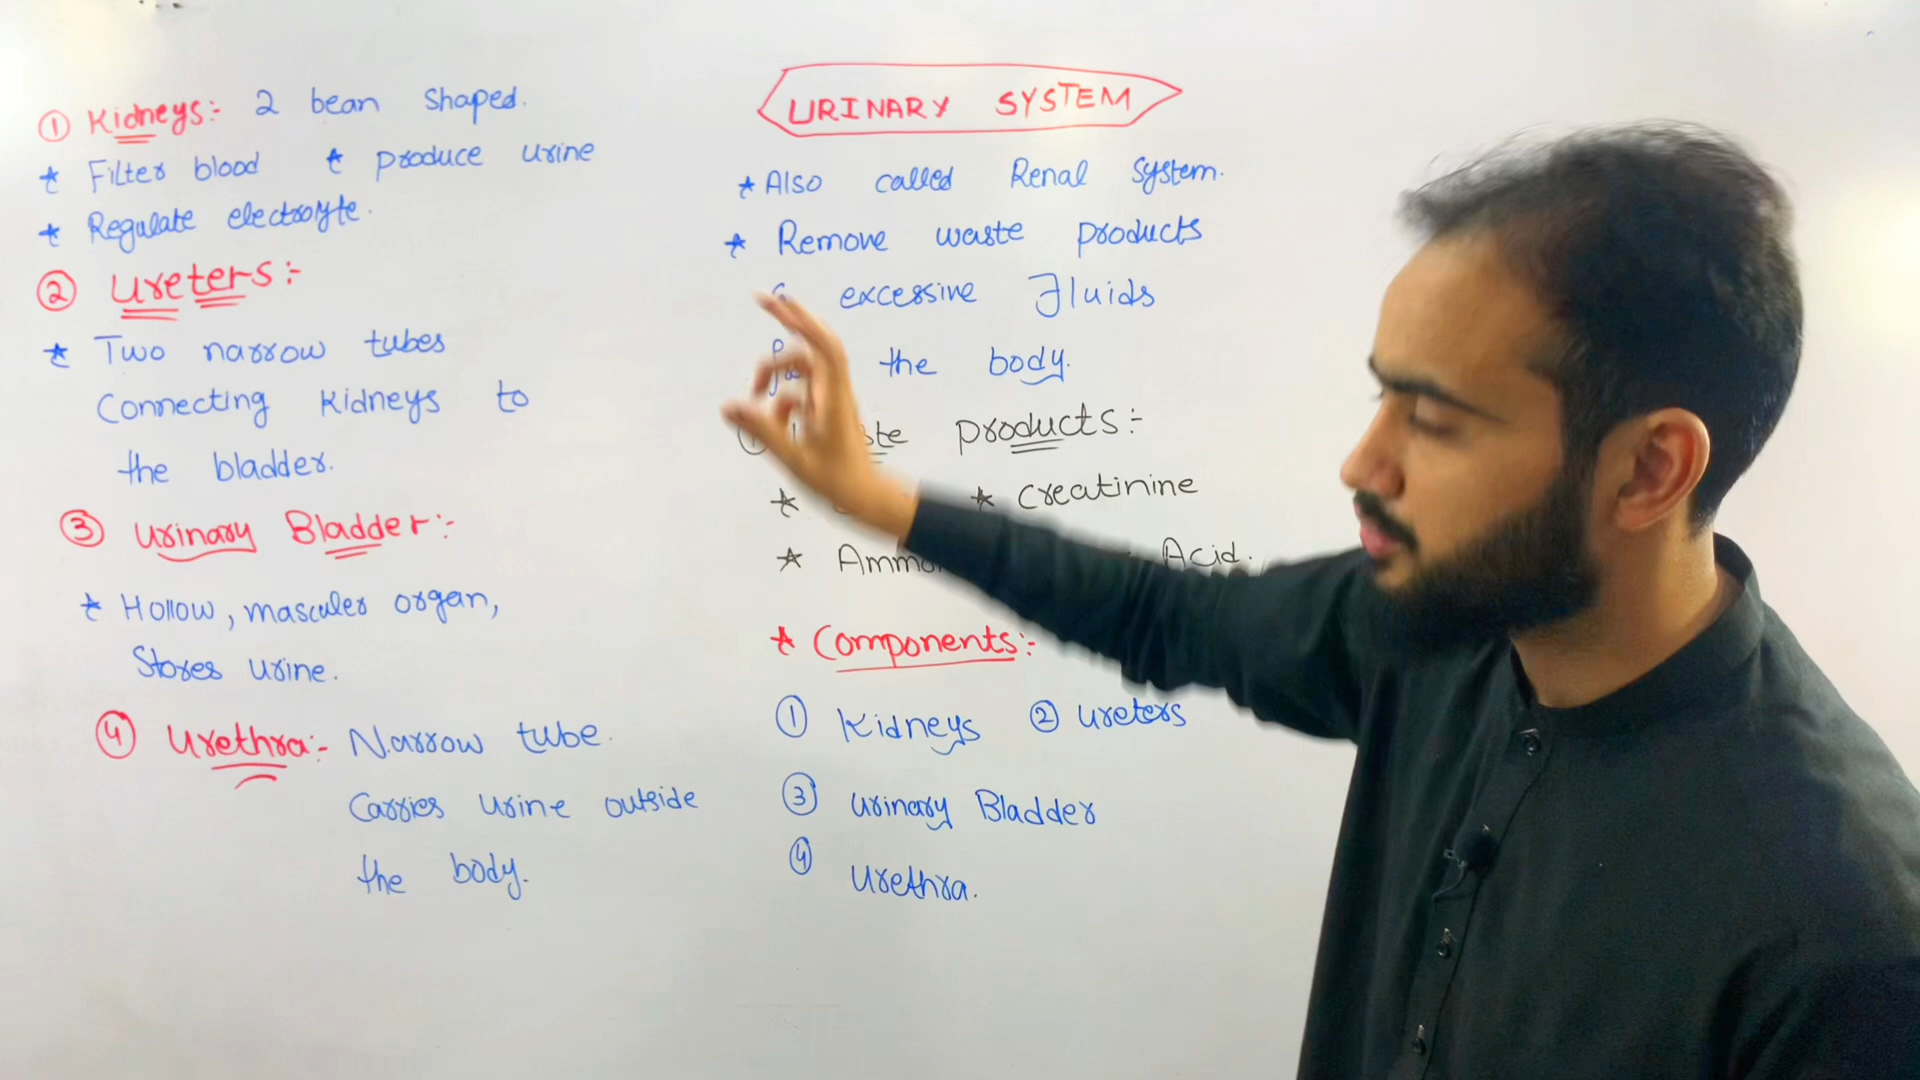 ① Kidneys:- 2 bean shaped.
★ Filter blood ★ produce urine
★ Regulate electrolyte.
② Ureters:-
★ Two narrow tubes
Connecting Kidneys to
the bladder.
③ Urinary Bladder:-
★ Hollow, masculer organ,
Stores urine.
④ Urethra:- Narrow tube.
Carries urine outside
the body.
URINARY SYSTEM
★ Also called Renal System.
★ Remove waste products
excessive Fluids
the body.
products:-
★ ★ Creatinine
★ Acid.
★ Components:-
① Kidneys ② Ureters
③ Urinary Bladder
④ Urethra.